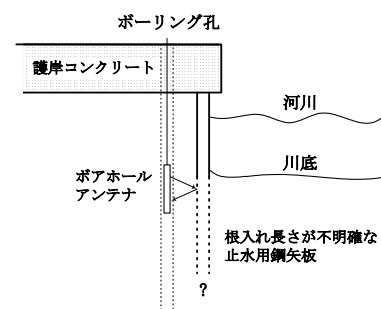 ボーリング孔
護岸コンクリート
河川
川底
ボアホール
アンテナ
根入れ長さが不明確な
止水用鋼矢板
?